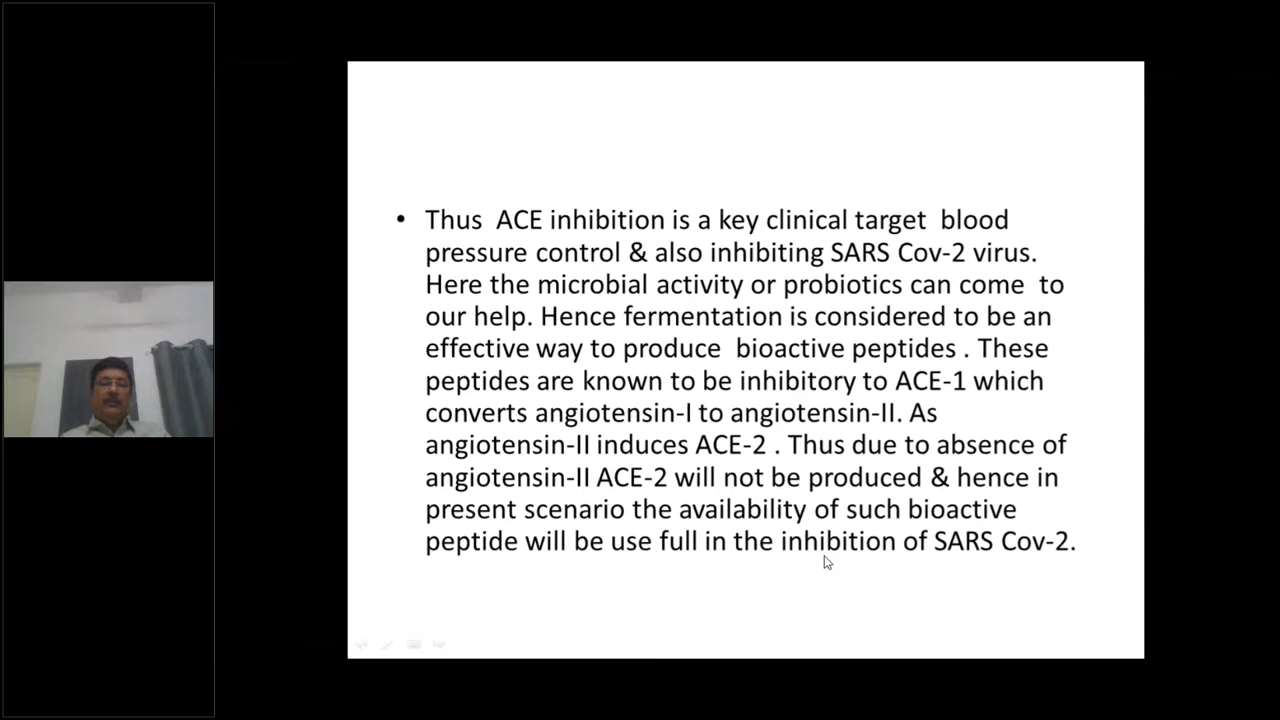 • Thus ACE inhibition is a key clinical target blood
pressure control & also inhibiting SARS Cov-2 virus.
Here the microbial activity or probiotics can come to
our help. Hence fermentation is considered to be an
effective way to produce bioactive peptides . These
peptides are known to be inhibitory to ACE-1 which
converts angiotensin-I to angiotensin-II. As
angiotensin-II induces ACE-2 . Thus due to absence of
angiotensin-II ACE-2 will not be produced & hence in
present scenario the availability of such bioactive
peptide will be use full in the inhibition of SARS Cov-2.